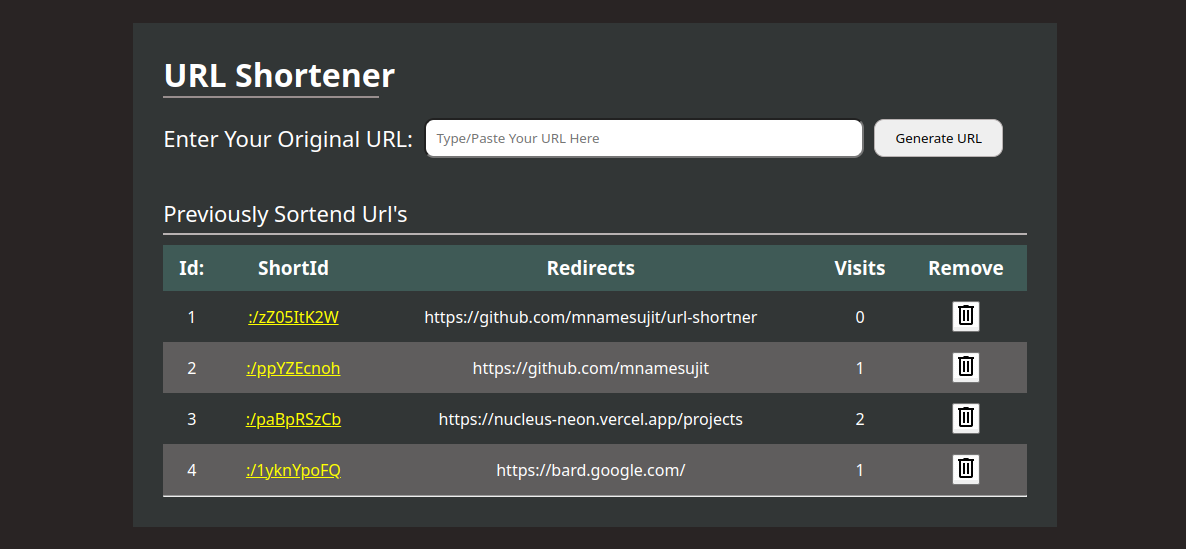 URL Shortener
Enter Your Original URL: Type/Paste Your URL Here Generate URL
Previously Sortend Url's
Id: ShortId Redirects Visits Remove
1 :/zZ05ItK2W https://github.com/mnamesujit/url-shortner 0
2 :/ppYZEcnoh https://github.com/mnamesujit 1
3 :/paBpRSzCb https://nucleus-neon.vercel.app/projects 2
4 :/1yknYpoFQ https://bard.google.com/ 1